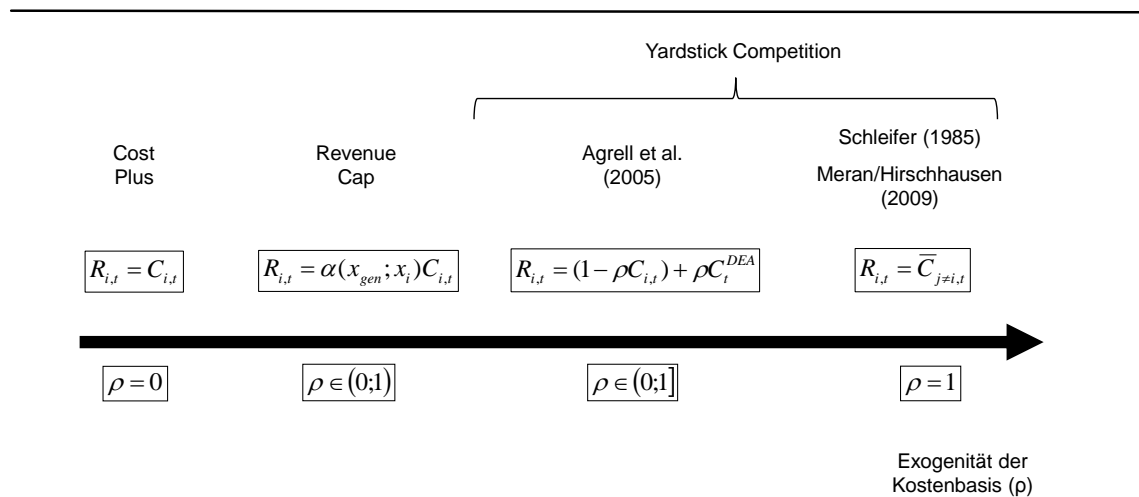 Yardstick Competition
Cost
Plus
Revenue
Cap
Agrell et al.
(2005)
Schleifer (1985)
Meran/Hirschhausen
(2009)
R_{i,t} = C_{i,t}
R_{i,t} = α(x_{gen}; x_i)C_{i,t}
R_{i,t} = (1 − ρC_{i,t}) + ρC_t^{DEA}
R_{i,t} = \overline{C}_{j≠i,t}
ρ = 0
ρ ∈ (0;1)
ρ ∈ (0;1]
ρ = 1
Exogenität der
Kostenbasis (ρ)